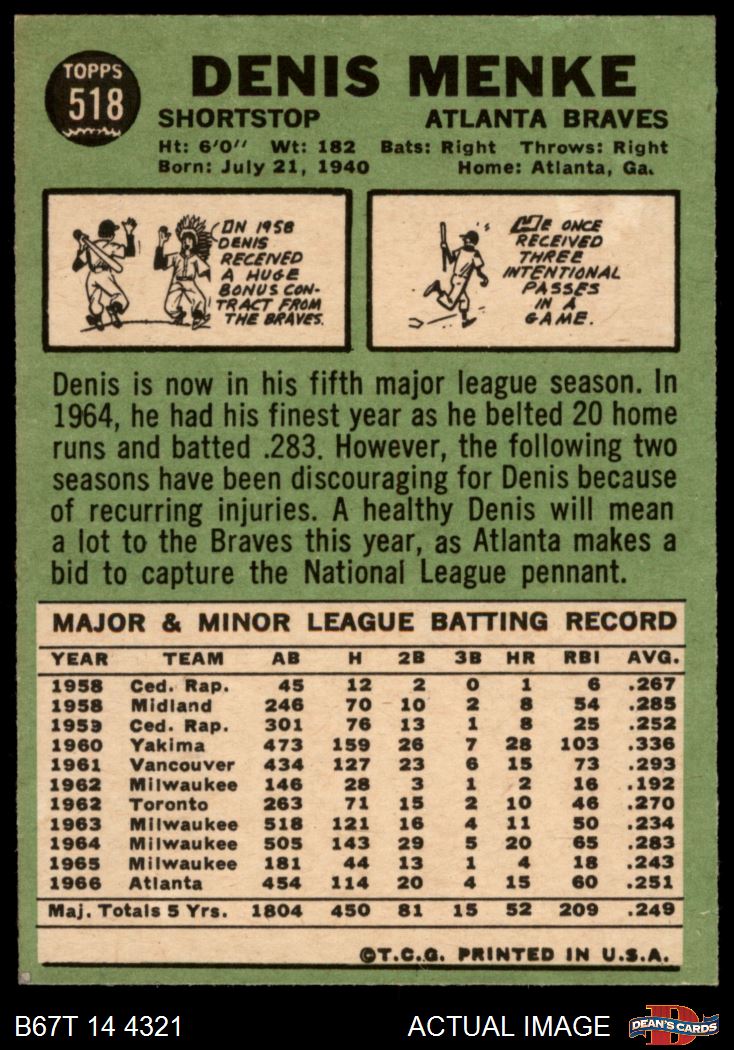 TOPPS
518
DENIS MENKE
SHORTSTOP ATLANTA BRAVES
Ht: 6'0'' Wt: 182 Bats: Right Throws: Right
Born: July 21, 1940 Home: Atlanta, Ga.
IN 1958
DENIS
RECEIVED
A HUGE
BONUS CON-
TRACT FROM
THE BRAVES.
HE ONCE
RECEIVED
THREE
INTENTIONAL
PASSES
IN A
GAME.
Denis is now in his fifth major league season. In
1964, he had his finest year as he belted 20 home
runs and batted .283. However, the following two
seasons have been discouraging for Denis because
of recurring injuries. A healthy Denis will mean
a lot to the Braves this year, as Atlanta makes a
bid to capture the National League pennant.
MAJOR & MINOR LEAGUE BATTING RECORD
YEAR TEAM AB H 2B 3B HR RBI AVG.
1958 Ced. Rap. 45 12 2 0 1 6 .267
1958 Midland 246 70 10 2 8 54 .285
1959 Ced. Rap. 301 76 13 1 8 25 .252
1960 Yakima 473 159 26 7 28 103 .336
1961 Vancouver 434 127 23 6 15 73 .293
1962 Milwaukee 146 28 3 1 2 16 .192
1962 Toronto 263 71 15 2 10 46 .270
1963 Milwaukee 518 121 16 4 11 50 .234
1964 Milwaukee 505 143 29 5 20 65 .283
1965 Milwaukee 181 44 13 1 4 18 .243
1966 Atlanta 454 114 20 4 15 60 .251
Maj. Totals 5 Yrs. 1804 450 81 15 52 209 .249
©T.C.G. PRINTED IN U.S.A.
B67T 14 4321 ACTUAL IMAGE DEAN'S CARDS